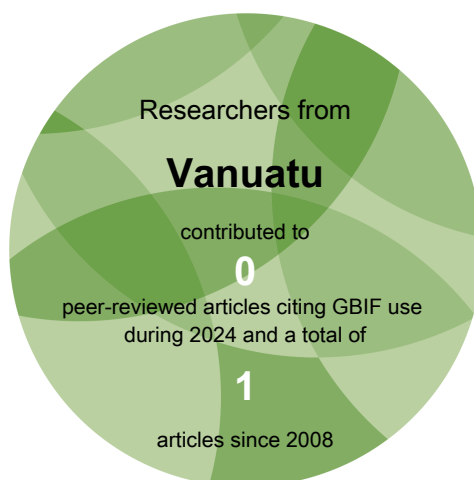 Researchers from
Vanuatu
contributed to
0
peer-reviewed articles citing GBIF use
during 2024 and a total of
1
articles since 2008